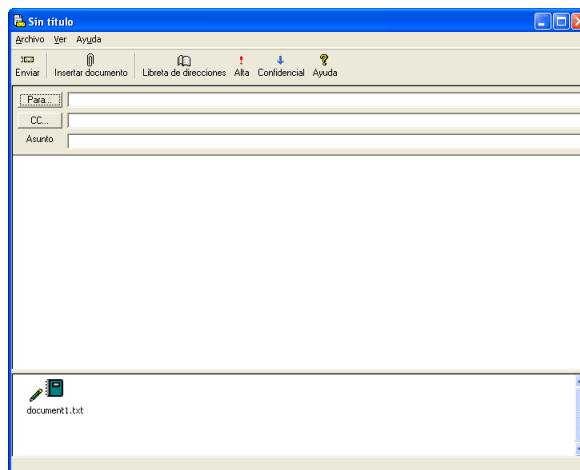 Sin título
Archivo Ver Ayuda
Enviar Insertar documento Libreta de direcciones Alta Confidencial Ayuda
Para...
CC...
Asunto
document1.txt